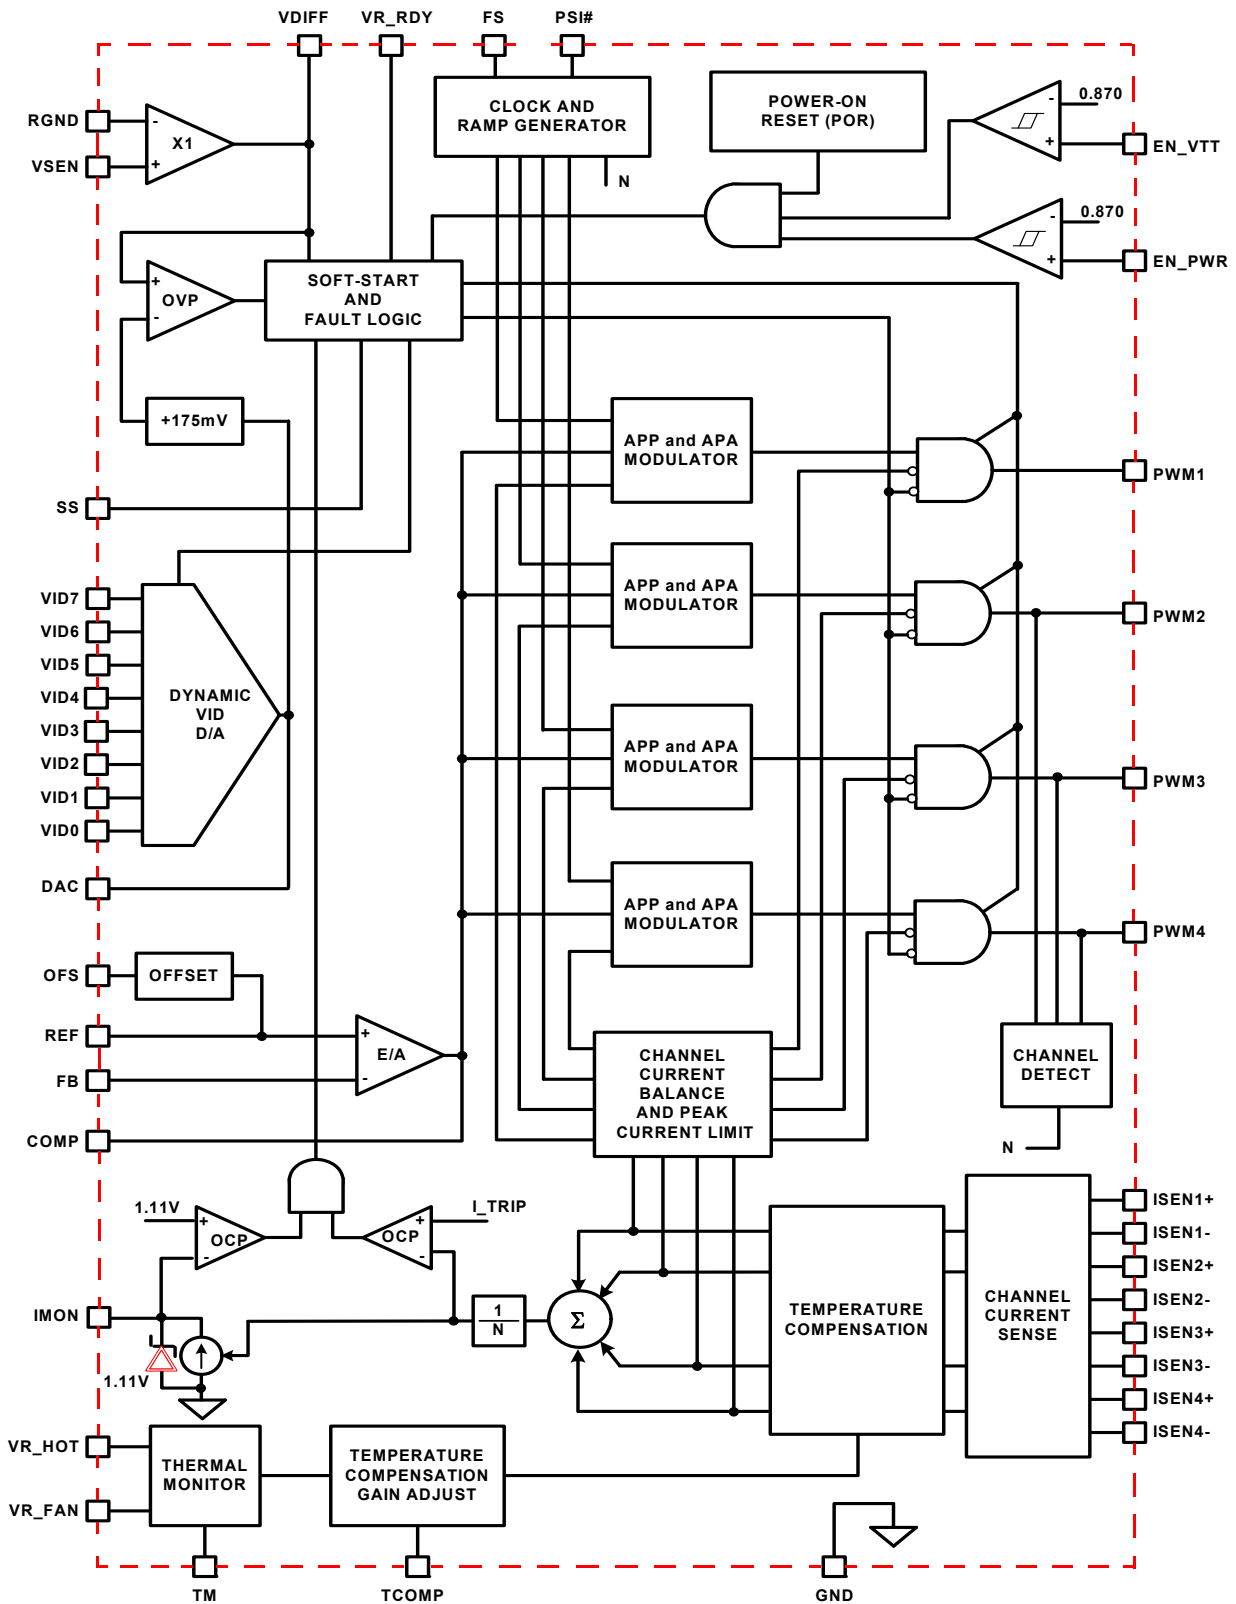 VDIFF
VR_RDY
FS
PSI#
RGND
VSEN
-
+
X1
CLOCK AND
RAMP GENERATOR
N
POWER-ON
RESET (POR)
-
0.870
+
EN_VTT
-
0.870
+
EN_PWR
+
OVP
-
SOFT-START
AND
FAULT LOGIC
+175mV
SS
APP and APA
MODULATOR
PWM1
APP and APA
MODULATOR
PWM2
APP and APA
MODULATOR
PWM3
APP and APA
MODULATOR
PWM4
VID7
VID6
VID5
VID4
VID3
VID2
VID1
VID0
DYNAMIC
VID
D/A
DAC
OFS
OFFSET
REF
FB
+
E/A
-
COMP
CHANNEL
CURRENT
BALANCE
AND PEAK
CURRENT LIMIT
CHANNEL
DETECT
N
1.11V
+
OCP
-
I_TRIP
+
OCP
-
IMON
1.11V
1
N
Σ
TEMPERATURE
COMPENSATION
CHANNEL
CURRENT
SENSE
ISEN1+
ISEN1-
ISEN2+
ISEN2-
ISEN3+
ISEN3-
ISEN4+
ISEN4-
VR_HOT
VR_FAN
THERMAL
MONITOR
TEMPERATURE
COMPENSATION
GAIN ADJUST
TM
TCOMP
GND